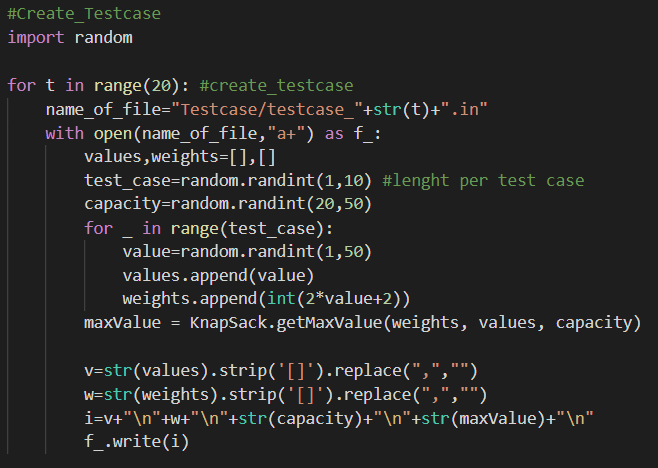 #Create_Testcase
import random

for t in range(20): #create_testcase
    name_of_file="Testcase/testcase_"+str(t)+".in"
    with open(name_of_file,"a+") as f_:
        values,weights=[],[]
        test_case=random.randint(1,10) #lenght per test case
        capacity=random.randint(20,50)
        for _ in range(test_case):
            value=random.randint(1,50)
            values.append(value)
            weights.append(int(2*value+2))
        maxValue = KnapSack.getMaxValue(weights, values, capacity)

        v=str(values).strip('[]').replace(",","")
        w=str(weights).strip('[]').replace(",","")
        i=v+"\n"+w+"\n"+str(capacity)+"\n"+str(maxValue)+"\n"
        f_.write(i)